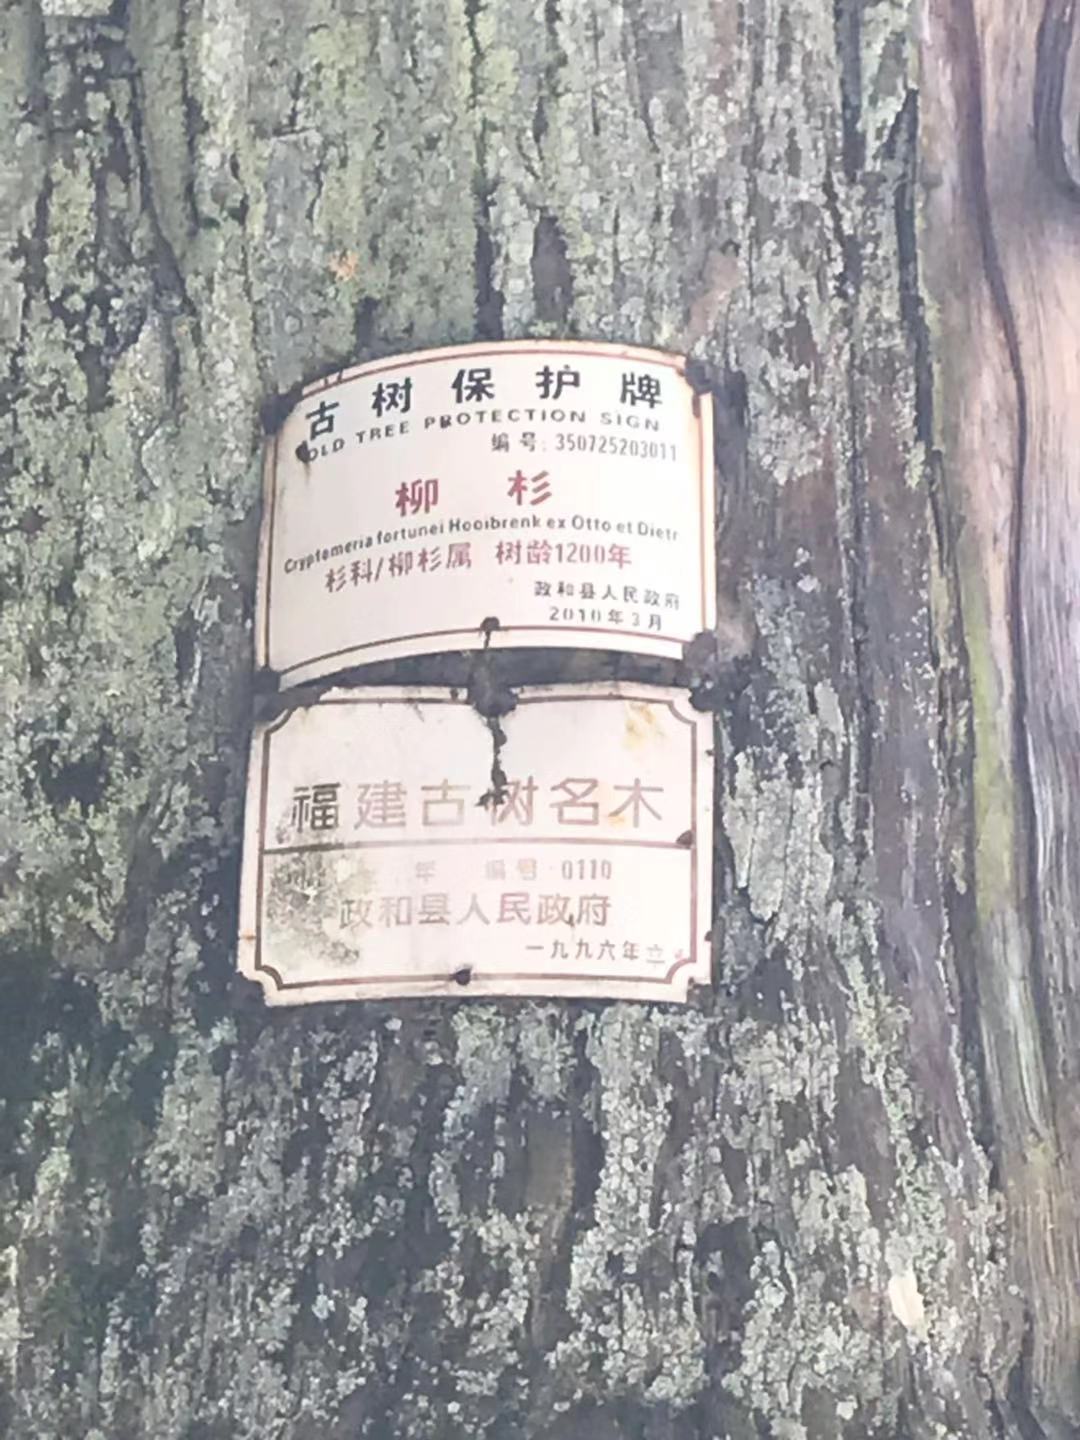 古树保护牌
OLD TREE PROTECTION SIGN
编号: 350725203011
柳 杉
Cryptomeria fortunei Hooibrenk ex Otto et Dietr
杉科/柳杉属 树龄1200年
政和县人民政府
2010年3月
福建古树名木
年 编号·0110
政和县人民政府
一九九六年立